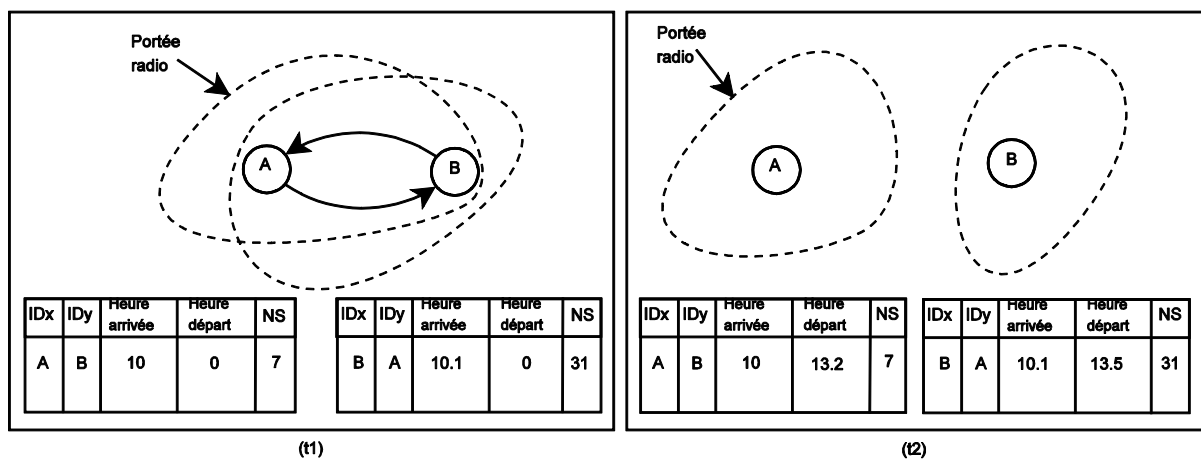 Portée
radio
A
B
IDx IDy Heure arrivée Heure départ NS
A B 10 0 7
IDx IDy Heure arrivée Heure départ NS
B A 10.1 0 31
(t1)
Portée
radio
A
B
IDx IDy Heure arrivée Heure départ NS
A B 10 13.2 7
IDx IDy Heure arrivée Heure départ NS
B A 10.1 13.5 31
(t2)